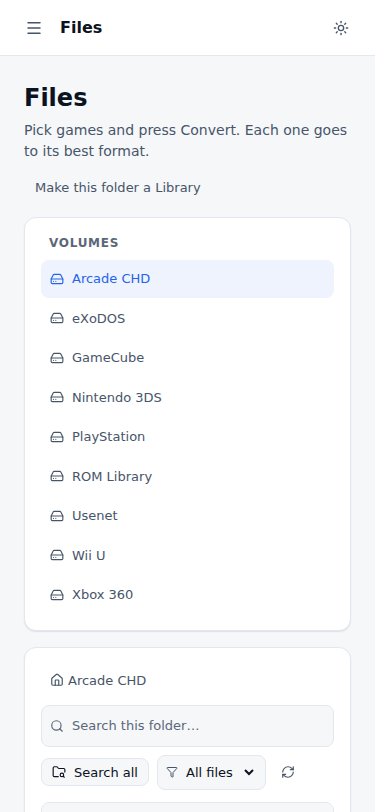 Files
Files
Pick games and press Convert. Each one goes
to its best format.
Make this folder a Library
VOLUMES
Arcade CHD
eXoDOS
GameCube
Nintendo 3DS
PlayStation
ROM Library
Usenet
Wii U
Xbox 360
Arcade CHD
Search this folder…
Search all
All files